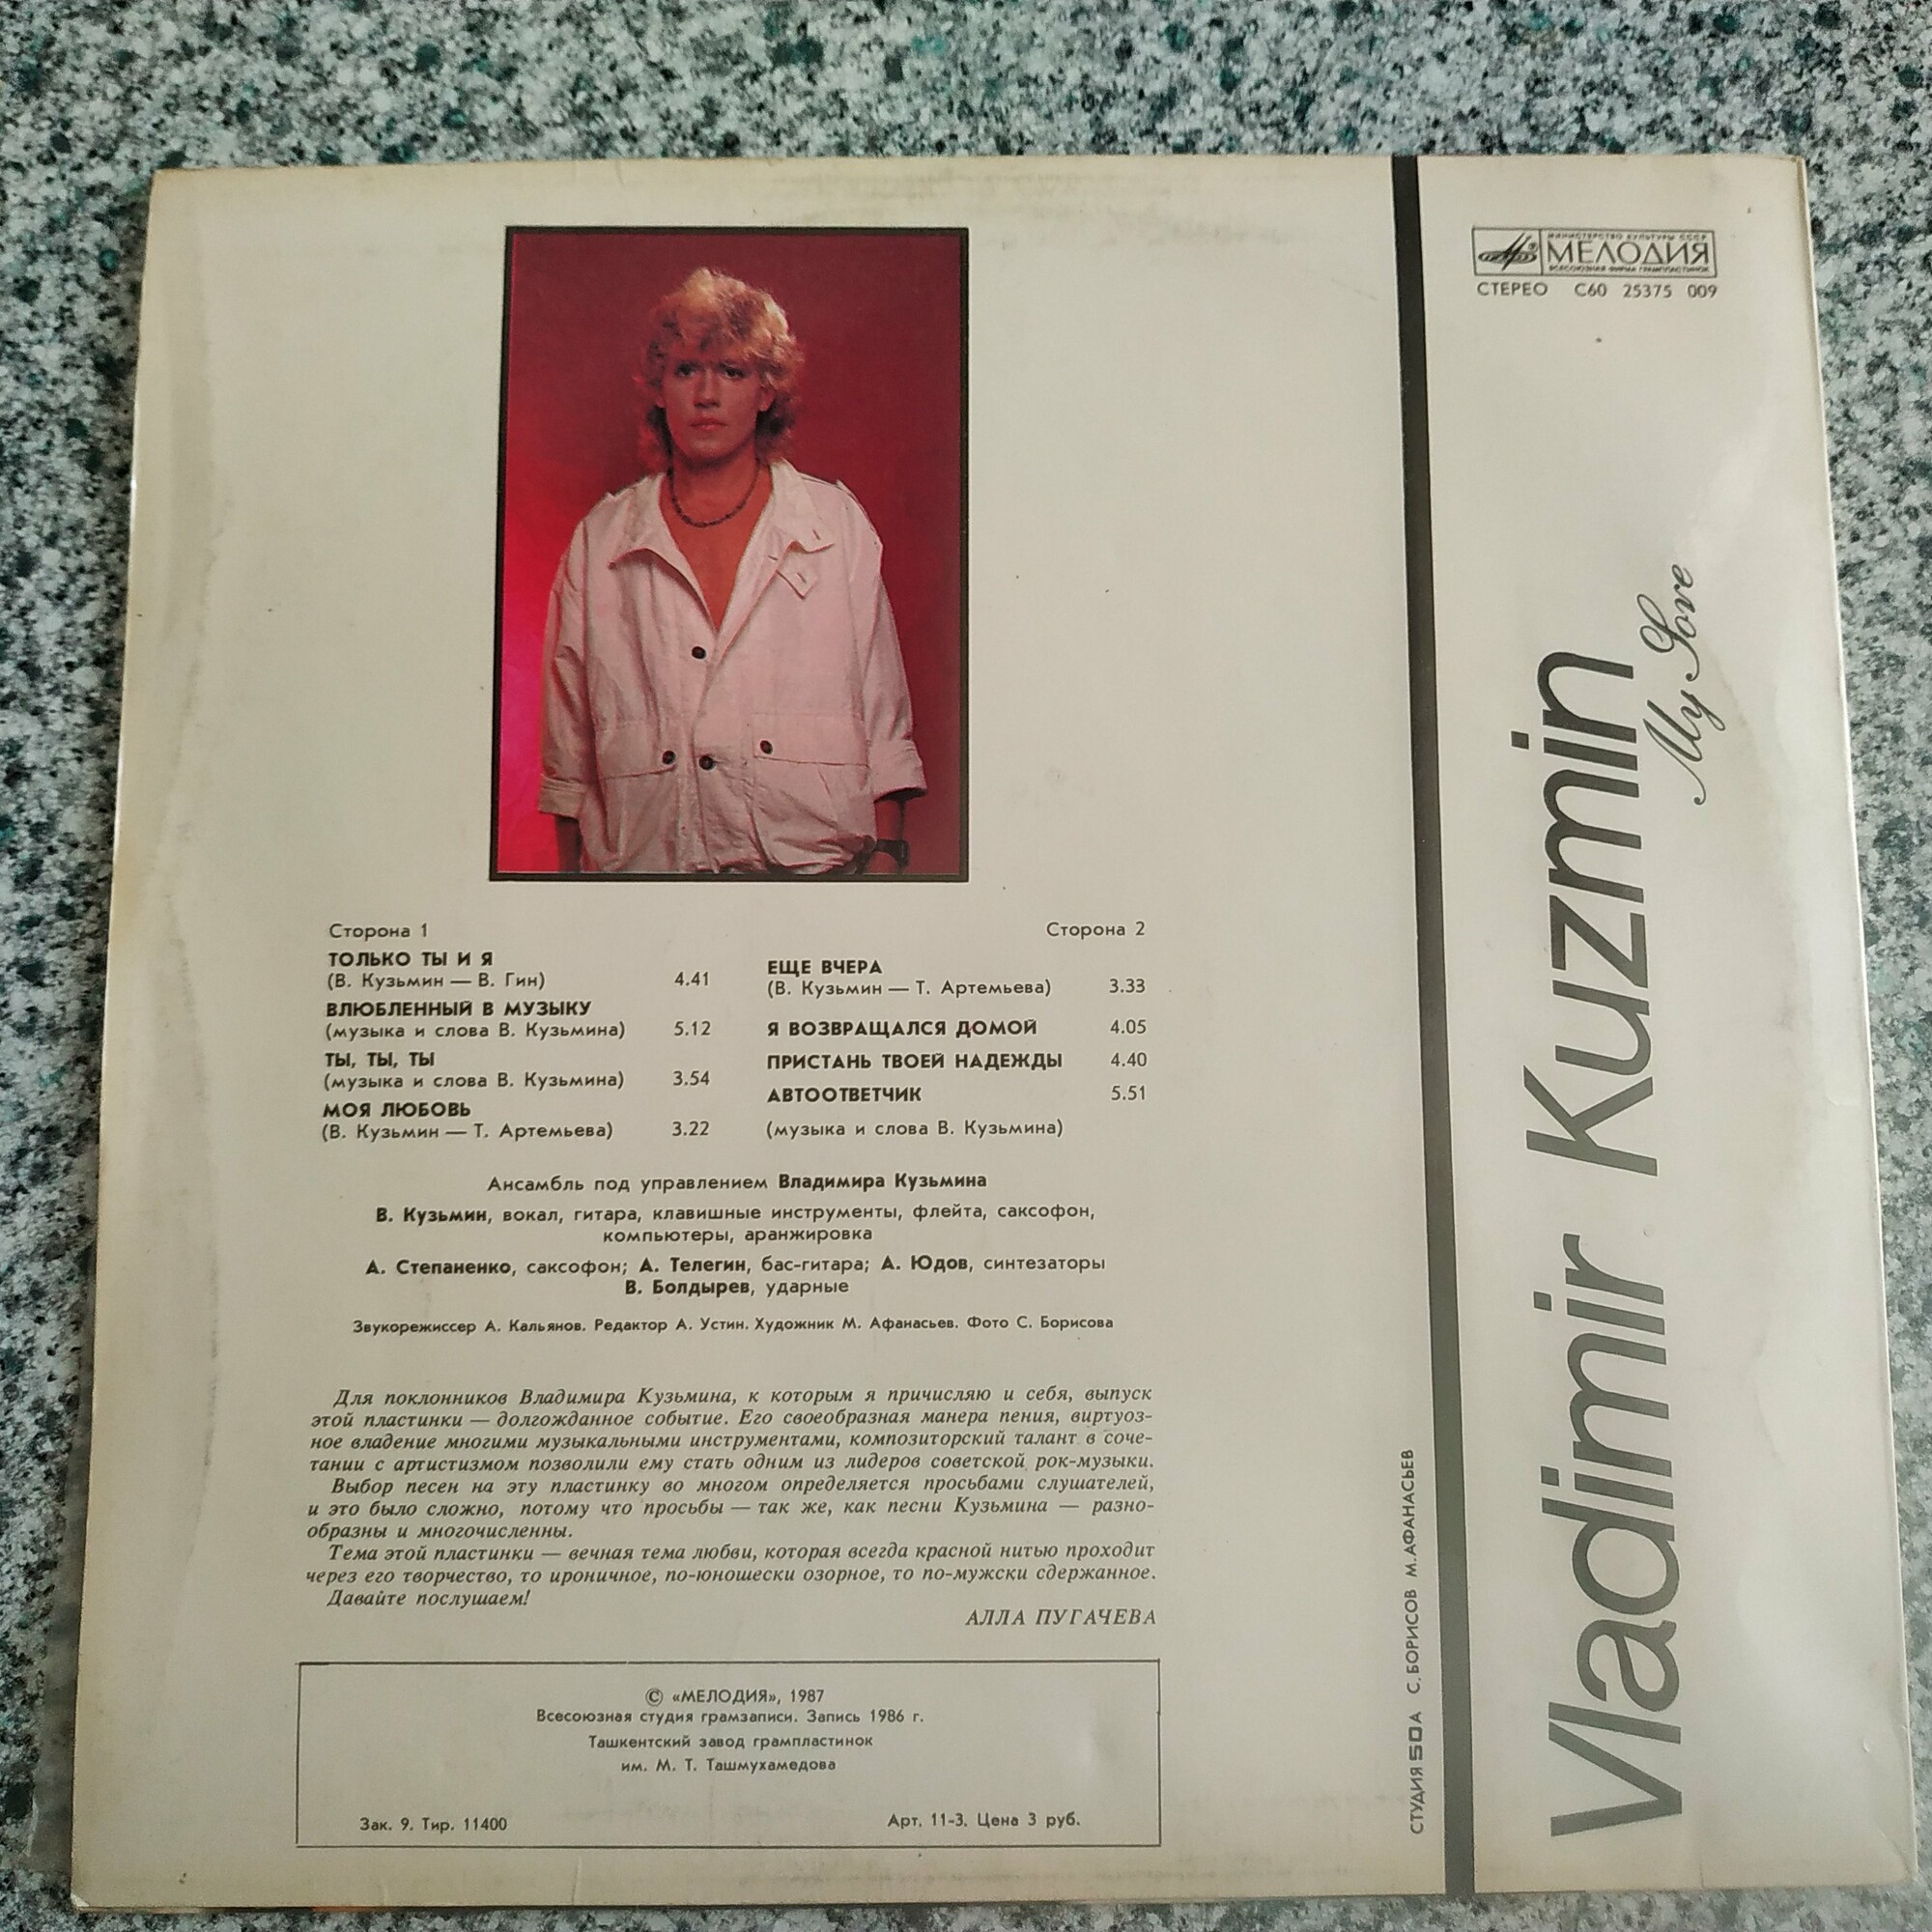 МИНИСТЕРСТВО КУЛЬТУРЫ СССР
МЕЛОДИЯ
ВСЕСОЮЗНАЯ ФИРМА ГРАМПЛАСТИНОК
СТЕРЕО С60 25375 009
Vladimir Kuzmin
My Love
Сторона 1
ТОЛЬКО ТЫ И Я
(В. Кузьмин — В. Гин) 4.41
ВЛЮБЛЕННЫЙ В МУЗЫКУ
(музыка и слова В. Кузьмина) 5.12
ТЫ, ТЫ, ТЫ
(музыка и слова В. Кузьмина) 3.54
МОЯ ЛЮБОВЬ
(В. Кузьмин — Т. Артемьева) 3.22
Сторона 2
ЕЩЕ ВЧЕРА
(В. Кузьмин — Т. Артемьева) 3.33
Я ВОЗВРАЩАЛСЯ ДОМОЙ 4.05
ПРИСТАНЬ ТВОЕЙ НАДЕЖДЫ 4.40
АВТООТВЕТЧИК 5.51
(музыка и слова В. Кузьмина)
Ансамбль под управлением Владимира Кузьмина
В. Кузьмин, вокал, гитара, клавишные инструменты, флейта, саксофон,
компьютеры, аранжировка
А. Степаненко, саксофон; А. Телегин, бас-гитара; А. Юдов, синтезаторы
В. Болдырев, ударные
Звукорежиссер А. Кальянов. Редактор А. Устин. Художник М. Афанасьев. Фото С. Борисова
Для поклонников Владимира Кузьмина, к которым я причисляю и себя, выпуск
этой пластинки — долгожданное событие. Его своеобразная манера пения, виртуоз-
ное владение многими музыкальными инструментами, композиторский талант в соче-
тании с артистизмом позволили ему стать одним из лидеров советской рок-музыки.
Выбор песен на эту пластинку во многом определяется просьбами слушателей,
и это было сложно, потому что просьбы — так же, как песни Кузьмина — разно-
образны и многочисленны.
Тема этой пластинки — вечная тема любви, которая всегда красной нитью проходит
через его творчество, то ироничное, по-юношески озорное, то по-мужски сдержанное.
Давайте послушаем!
АЛЛА ПУГАЧЕВА
© «МЕЛОДИЯ», 1987
Всесоюзная студия грамзаписи. Запись 1986 г.
Ташкентский завод грампластинок
им. М. Т. Ташмухамедова
Зак. 9. Тир. 11400 Арт. 11-3. Цена 3 руб.
СТУДИЯ 50 А С.БОРИСОВ М.АФАНАСЬЕВ